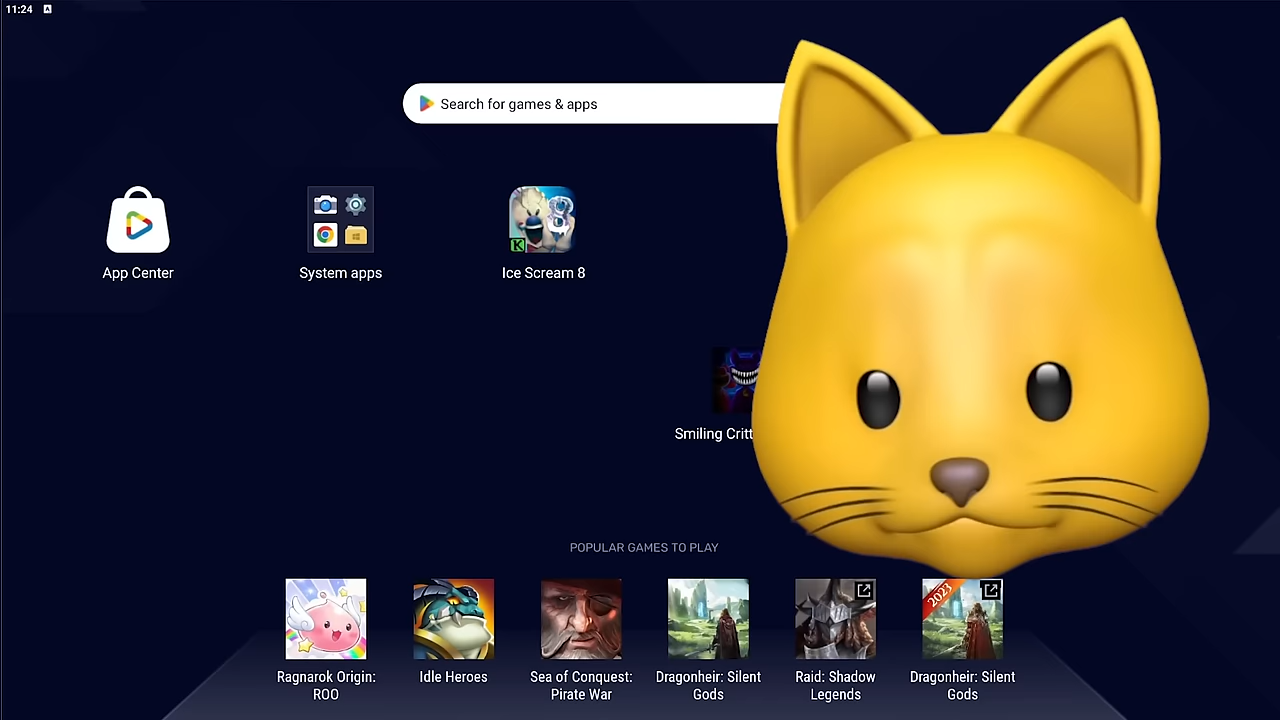 11:24 A
Search for games & apps
App Center
System apps
K
Ice Scream 8
Smiling Critt
POPULAR GAMES TO PLAY
2023
Ragnarok Origin:
ROO
Idle Heroes
Sea of Conquest:
Pirate War
Dragonheir: Silent
Gods
Raid: Shadow
Legends
Dragonheir: Silent
Gods